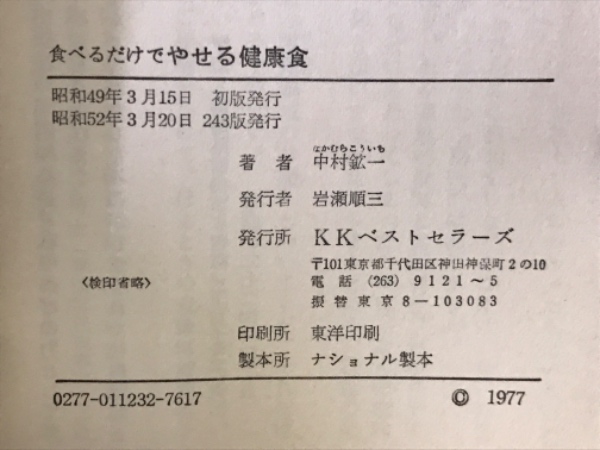 食べるだけでやせる健康食
昭和49年3月15日 初版発行
昭和52年3月20日 243版発行
なかむらこういち
著者 中村鉱一
発行者 岩瀬順三
発行所 KKベストセラーズ
〒101東京都千代田区神田神保町2の10
電話 (263) 9121〜5
〈検印省略〉
振替東京8-103083
印刷所 東洋印刷
製本所 ナショナル製本
0277-011232-7617 © 1977